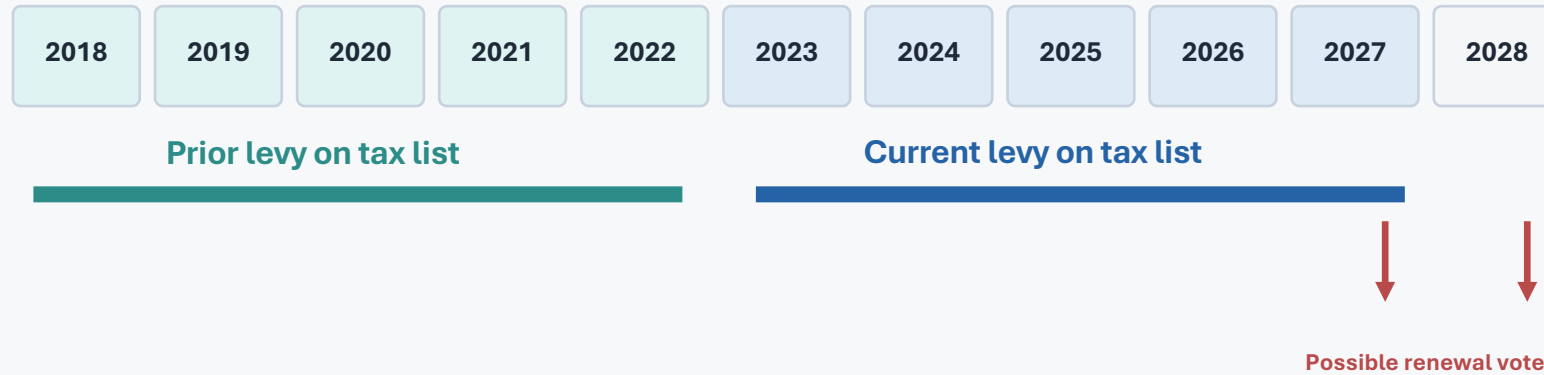 2018 2019 2020 2021 2022 2023 2024 2025 2026 2027 2028
Prior levy on tax list Current levy on tax list
Possible renewal vote